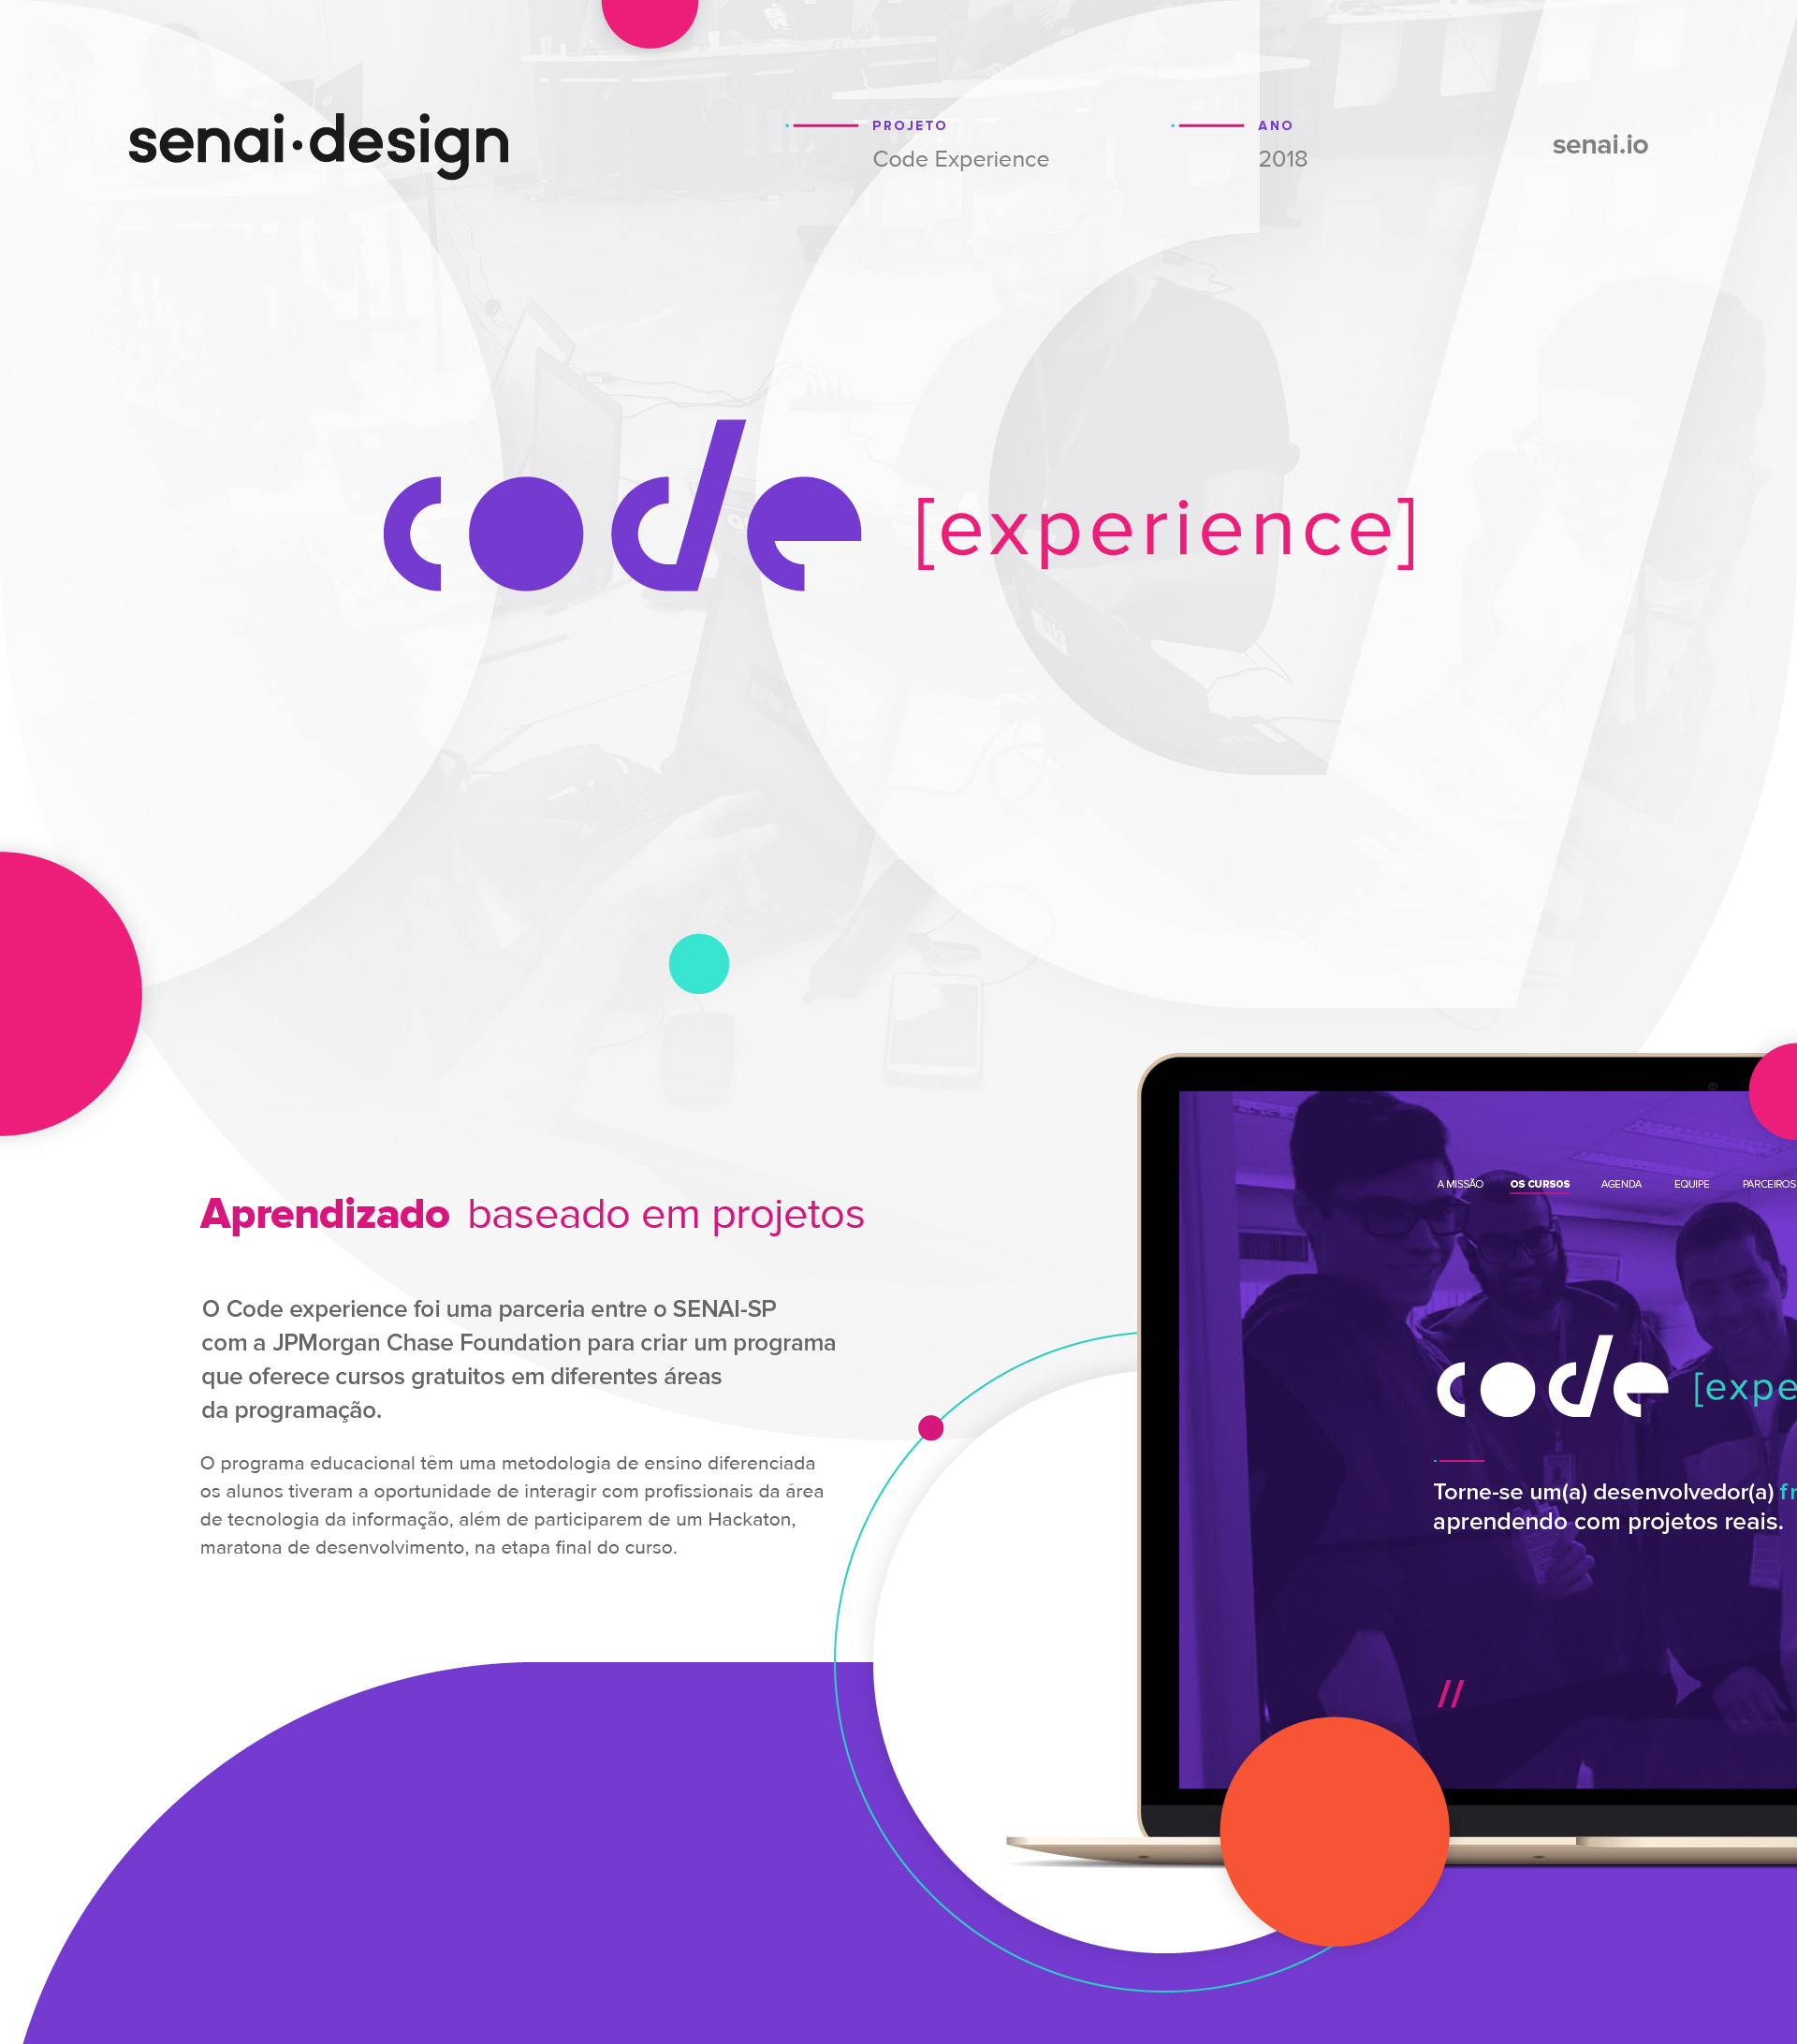 senai·design
PROJETO
Code Experience
ANO
2018
senai.io
code [experience]
Aprendizado baseado em projetos
O Code experience foi uma parceria entre o SENAI-SP
com a JPMorgan Chase Foundation para criar um programa
que oferece cursos gratuitos em diferentes áreas
da programação.
O programa educacional têm uma metodologia de ensino diferenciada
os alunos tiveram a oportunidade de interagir com profissionais da área
de tecnologia da informação, além de participarem de um Hackaton,
maratona de desenvolvimento, na etapa final do curso.
A MISSÃO OS CURSOS AGENDA EQUIPE PARCEIROS
code [expe
Torne-se um(a) desenvolvedor(a) fr
aprendendo com projetos reais.
//